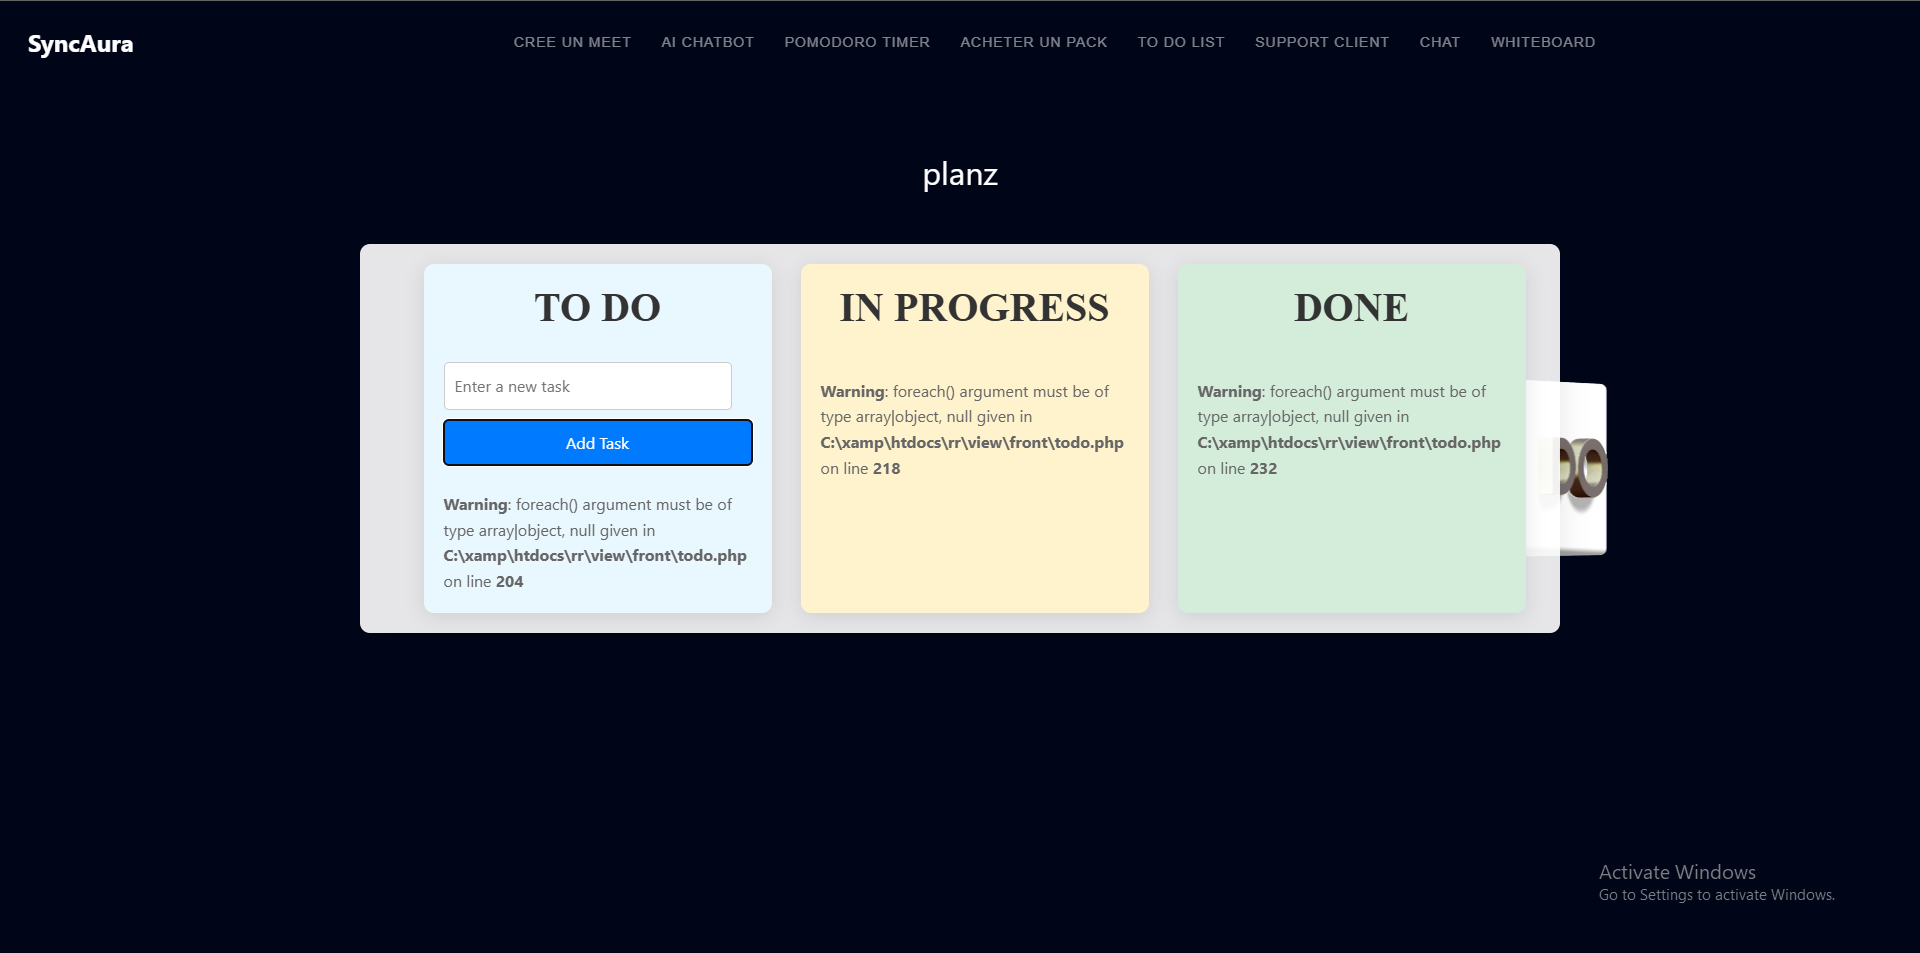 SyncAura
CREE UN MEET AI CHATBOT POMODORO TIMER ACHETER UN PACK TO DO LIST SUPPORT CLIENT CHAT WHITEBOARD
planz
TO DO
Enter a new task
Add Task
Warning: foreach() argument must be of
type array|object, null given in
C:\xamp\htdocs\rr\view\front\todo.php
on line 204
IN PROGRESS
Warning: foreach() argument must be of
type array|object, null given in
C:\xamp\htdocs\rr\view\front\todo.php
on line 218
DONE
Warning: foreach() argument must be of
type array|object, null given in
C:\xamp\htdocs\rr\view\front\todo.php
on line 232
Activate Windows
Go to Settings to activate Windows.